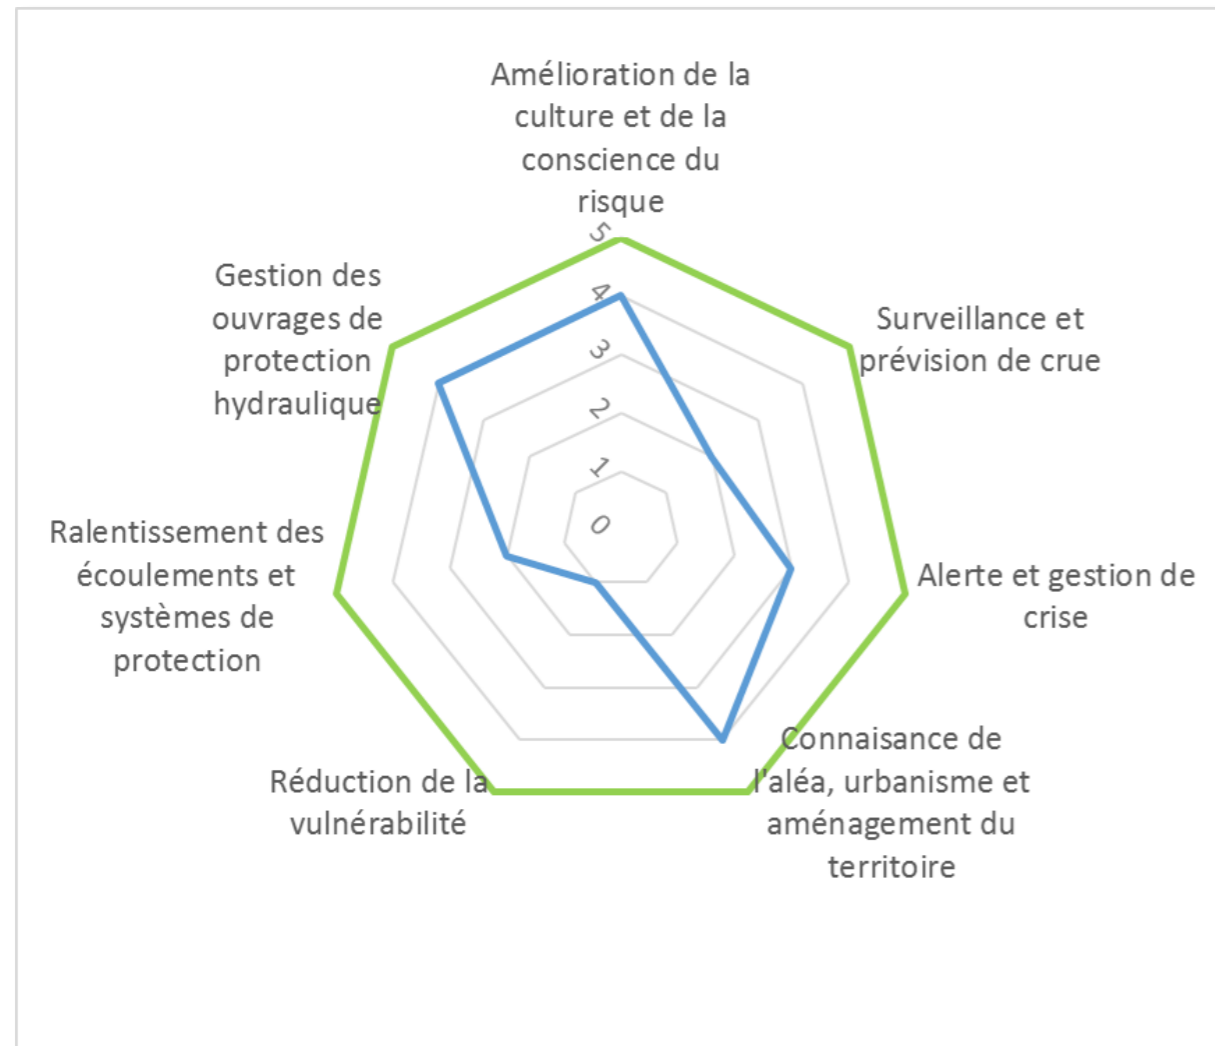 Amélioration de la
culture et de la
conscience du
risque
5
4
3
2
1
0
Surveillance et
prévision de crue
Alerte et gestion de
crise
Connaisance de
l'aléa, urbanisme et
aménagement du
territoire
Réduction de la
vulnérabilité
Ralentissement des
écoulements et
systèmes de
protection
Gestion des
ouvrages de
protection
hydraulique